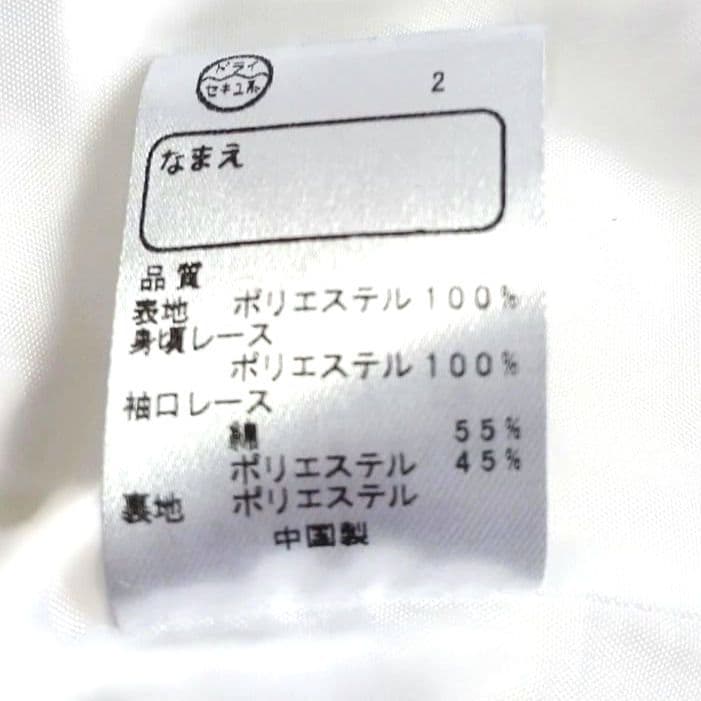 ドライ
セキユ系
2
なまえ
品質
表地 ポリエステル100%
身頃レース
ポリエステル100%
袖口レース
綿 55%
ポリエステル 45%
裏地 ポリエステル
中国製